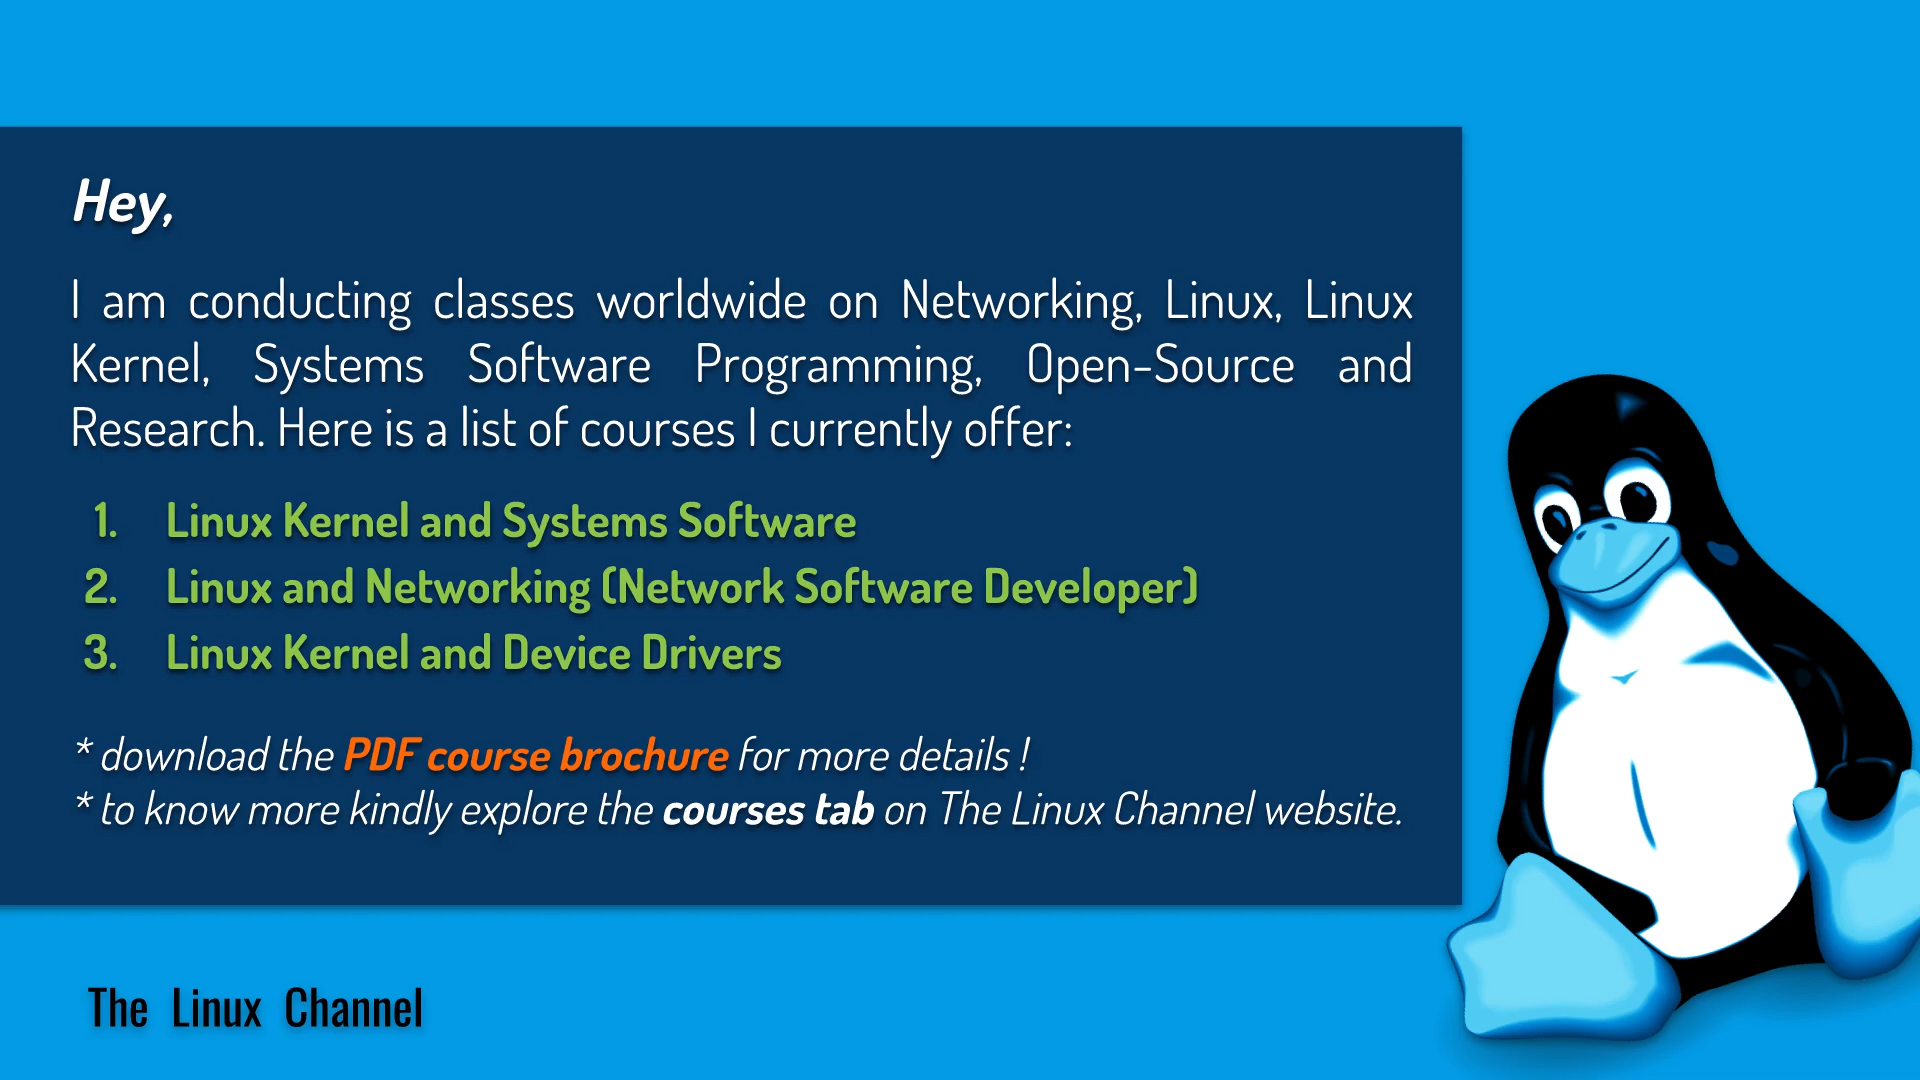 Hey,
I am conducting classes worldwide on Networking, Linux, Linux
Kernel, Systems Software Programming, Open-Source and
Research. Here is a list of courses I currently offer:
1. Linux Kernel and Systems Software
2. Linux and Networking (Network Software Developer)
3. Linux Kernel and Device Drivers
* download the PDF course brochure for more details !
* to know more kindly explore the courses tab on The Linux Channel website.
The Linux Channel